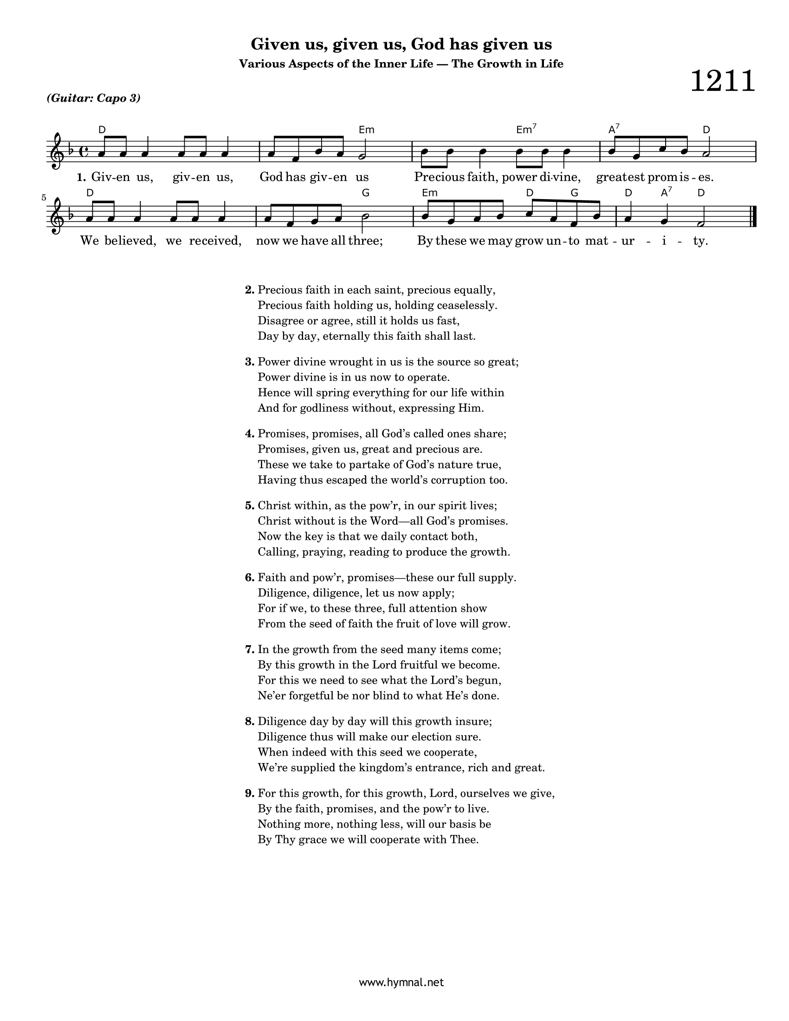 Given us, given us, God has given us
Various Aspects of the Inner Life — The Growth in Life
1211
(Guitar: Capo 3)
D Em Em7 A7 D
1. Giv-en us, giv-en us, God has giv-en us Precious faith, power di-vine, greatest promis-es.
5
D G Em D G D A7 D
We believed, we received, now we have all three; By these we may grow un-to mat-ur-i-ty.
2. Precious faith in each saint, precious equally,
Precious faith holding us, holding ceaselessly.
Disagree or agree, still it holds us fast,
Day by day, eternally this faith shall last.
3. Power divine wrought in us is the source so great;
Power divine is in us now to operate.
Hence will spring everything for our life within
And for godliness without, expressing Him.
4. Promises, promises, all God's called ones share;
Promises, given us, great and precious are.
These we take to partake of God's nature true,
Having thus escaped the world's corruption too.
5. Christ within, as the pow'r, in our spirit lives;
Christ without is the Word—all God's promises.
Now the key is that we daily contact both,
Calling, praying, reading to produce the growth.
6. Faith and pow'r, promises—these our full supply.
Diligence, diligence, let us now apply;
For if we, to these three, full attention show
From the seed of faith the fruit of love will grow.
7. In the growth from the seed many items come;
By this growth in the Lord fruitful we become.
For this we need to see what the Lord's begun,
Ne'er forgetful be nor blind to what He's done.
8. Diligence day by day will this growth insure;
Diligence thus will make our election sure.
When indeed with this seed we cooperate,
We're supplied the kingdom's entrance, rich and great.
9. For this growth, for this growth, Lord, ourselves we give,
By the faith, promises, and the pow'r to live.
Nothing more, nothing less, will our basis be
By Thy grace we will cooperate with Thee.
www.hymnal.net